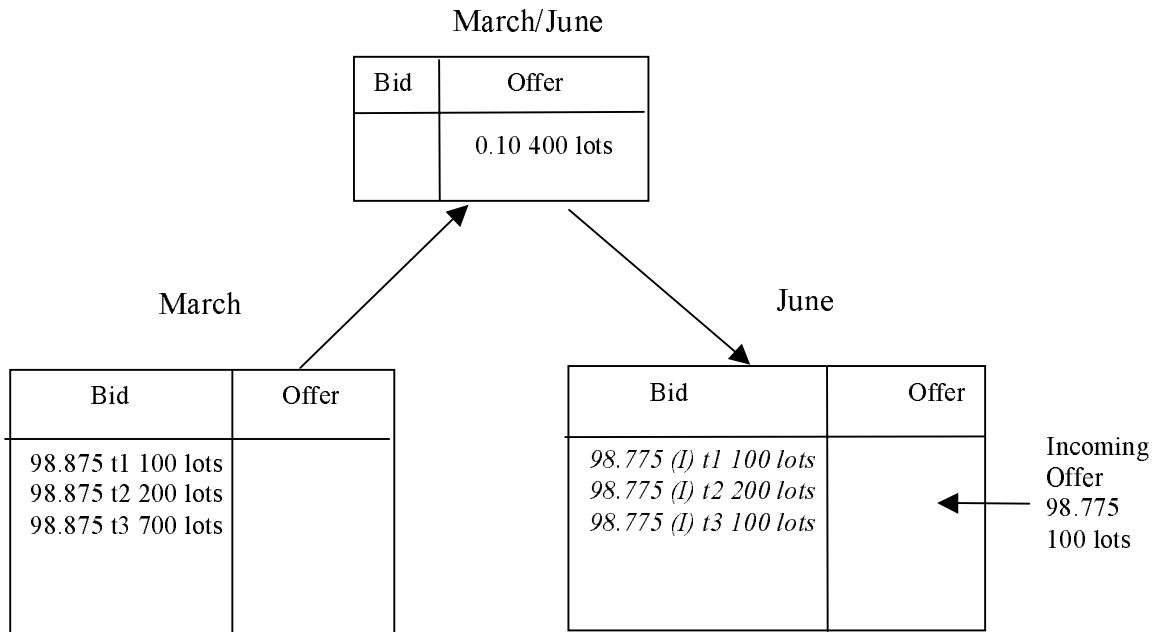 March/June
Bid Offer
0.10 400 lots
March
Bid Offer
98.875 t1 100 lots
98.875 t2 200 lots
98.875 t3 700 lots
June
Bid Offer
98.775 (I) t1 100 lots
98.775 (I) t2 200 lots
98.775 (I) t3 100 lots
Incoming
Offer
98.775
100 lots